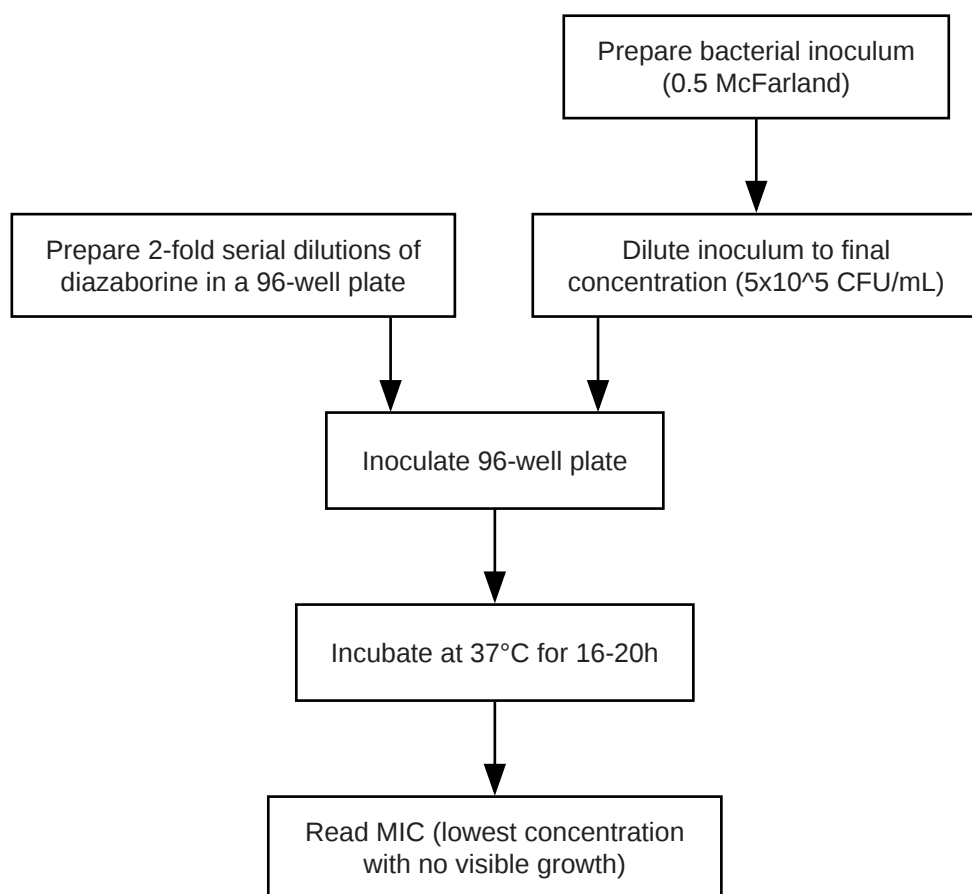 Prepare bacterial inoculum
(0.5 McFarland)
Prepare 2-fold serial dilutions of
diazaborine in a 96-well plate
Dilute inoculum to final
concentration (5x10^5 CFU/mL)
Inoculate 96-well plate
Incubate at 37°C for 16-20h
Read MIC (lowest concentration
with no visible growth)